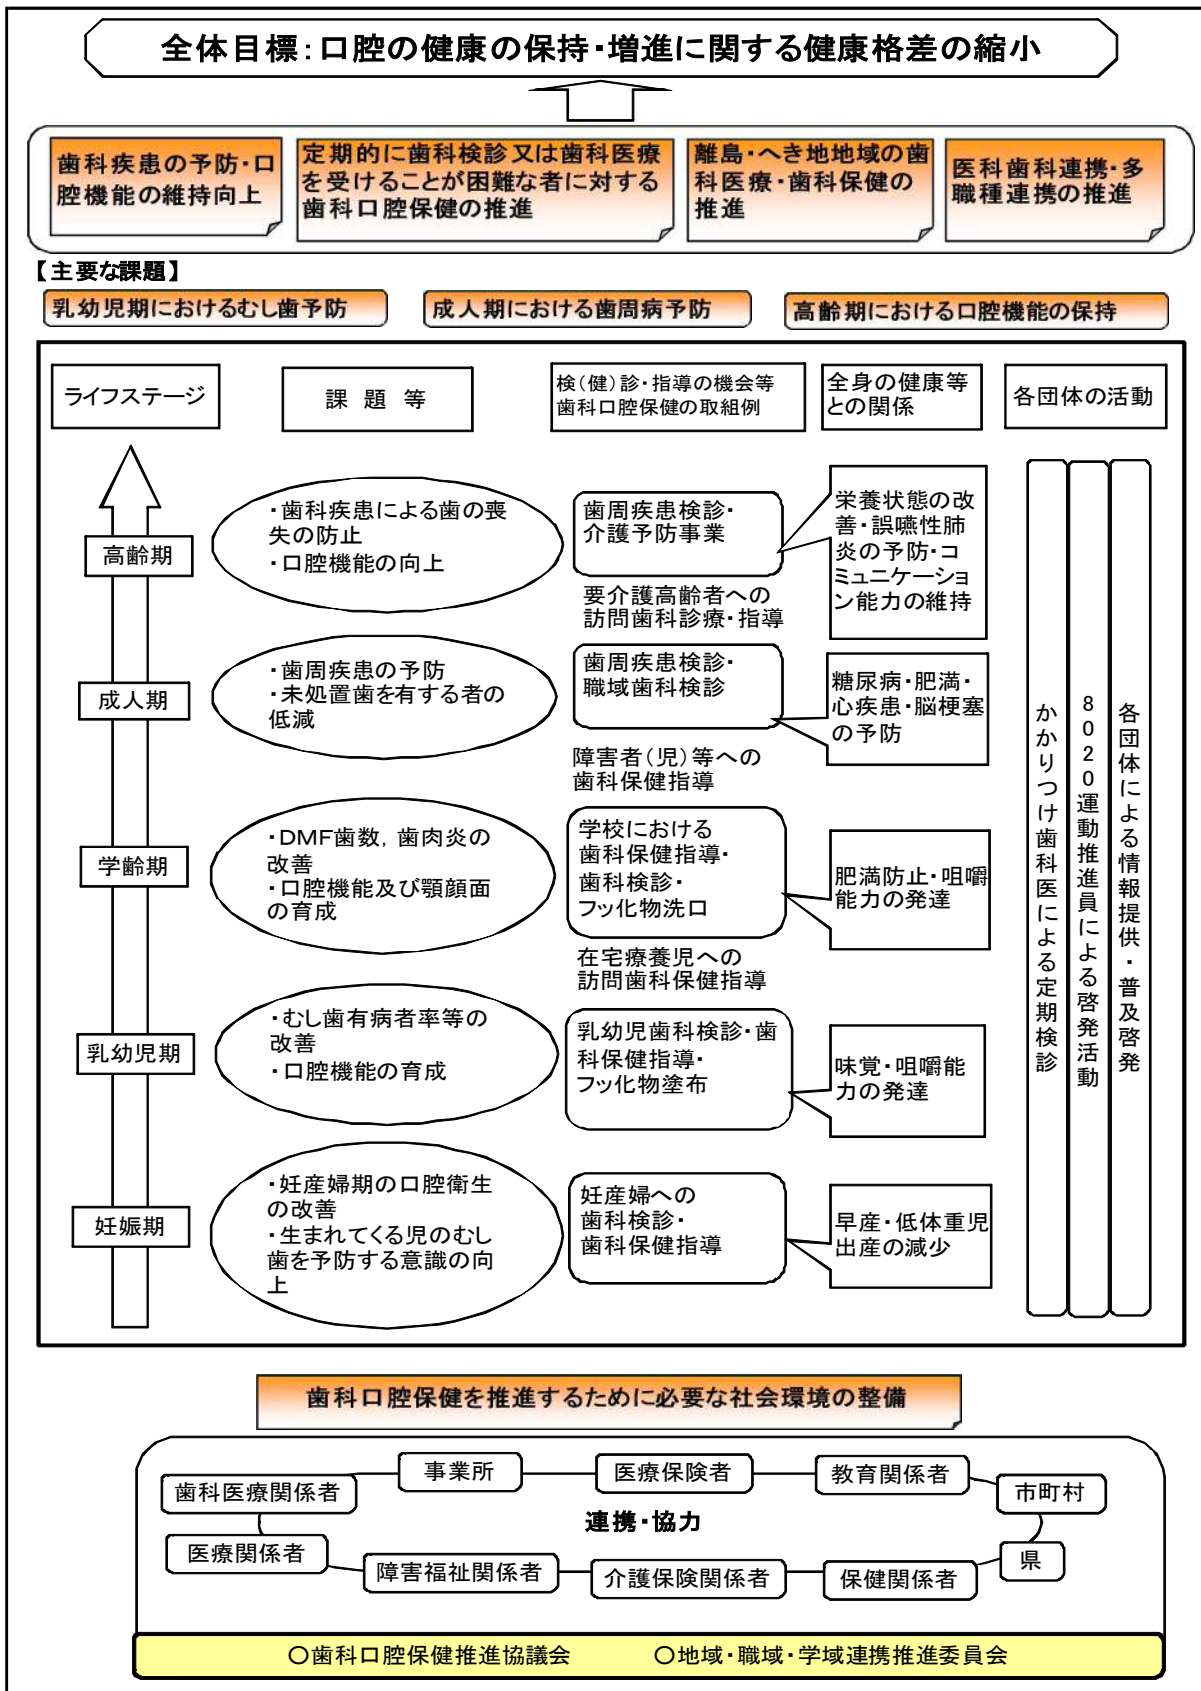 全体目標：口腔の健康の保持・増進に関する健康格差の縮小
歯科疾患の予防・口
腔機能の維持向上
定期的に歯科検診又は歯科医療
を受けることが困難な者に対する
歯科口腔保健の推進
離島・へき地地域の歯
科医療・歯科保健の
推進
医科歯科連携・多
職種連携の推進
【主要な課題】
乳幼児期におけるむし歯予防
成人期における歯周病予防
高齢期における口腔機能の保持
ライフステージ
課 題 等
検（健）診・指導の機会等
歯科口腔保健の取組例
全身の健康等
との関係
各団体の活動
高齢期
・歯科疾患による歯の喪
失の防止
・口腔機能の向上
歯周疾患検診・
介護予防事業
栄養状態の改
善・誤嚥性肺
炎の予防・コ
ミュニケーショ
ン能力の維持
要介護高齢者への
訪問歯科診療・指導
成人期
・歯周疾患の予防
・未処置歯を有する者の
低減
歯周疾患検診・
職域歯科検診
糖尿病・肥満・
心疾患・脳梗塞
の予防
障害者（児）等への
歯科保健指導
学齢期
・DMF歯数，歯肉炎の
改善
・口腔機能及び顎顔面
の育成
学校における
歯科保健指導・
歯科検診・
フッ化物洗口
肥満防止・咀嚼
能力の発達
在宅療養児への
訪問歯科保健指導
乳幼児期
・むし歯有病者率等の
改善
・口腔機能の育成
乳幼児歯科検診・歯
科保健指導・
フッ化物塗布
味覚・咀嚼能
力の発達
妊娠期
・妊産婦期の口腔衛生
の改善
・生まれてくる児のむし
歯を予防する意識の向
上
妊産婦への
歯科検診・
歯科保健指導
早産・低体重児
出産の減少
かかりつけ歯科医による定期検診
8020運動推進員による啓発活動
各団体による情報提供・普及啓発
歯科口腔保健を推進するために必要な社会環境の整備
歯科医療関係者
事業所
医療保険者
教育関係者
市町村
連携・協力
医療関係者
障害福祉関係者
介護保険関係者
保健関係者
県
○歯科口腔保健推進協議会
○地域・職域・学域連携推進委員会